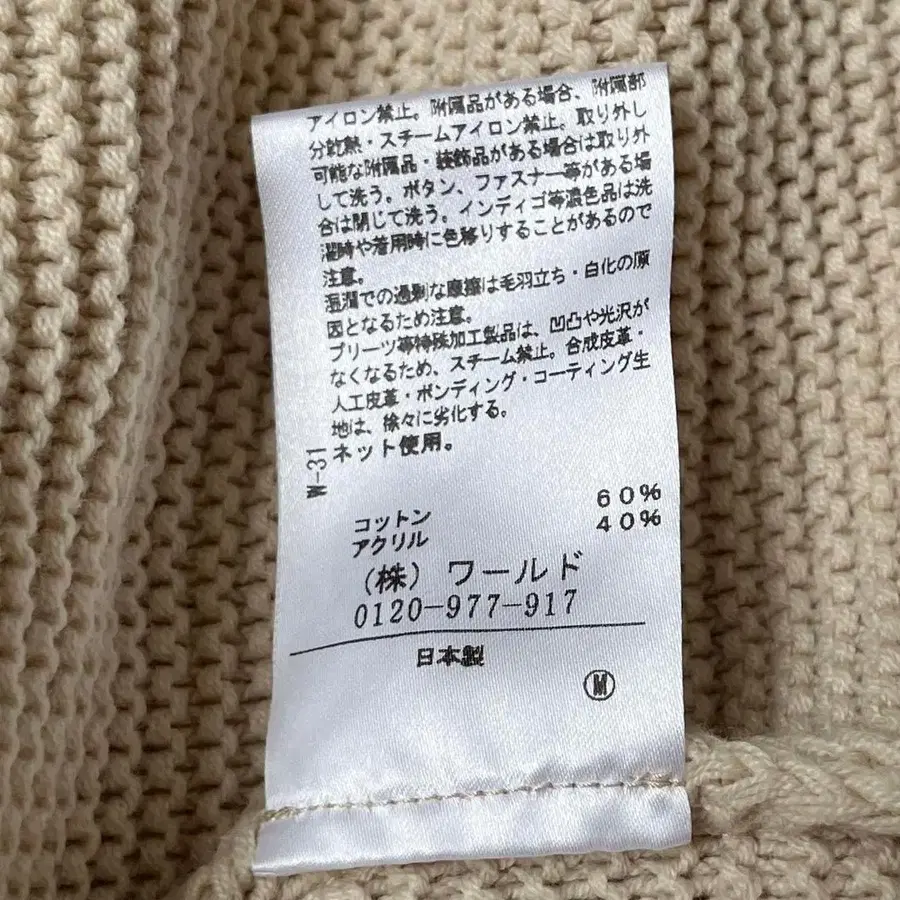 アイロン禁止。附属品がある場合、附属部
分乾熱・スチームアイロン禁止。取り外し
可能な附属品・装飾品がある場合は取り外
して洗う。ボタン、ファスナー等がある場
合は閉じて洗う。インディゴ等濃色品は洗
濯時や着用時に色移りすることがあるので
注意。
湿潤での過剰な摩擦は毛羽立ち・白化の原
因となるため注意。
プリーツ等特殊加工製品は、凹凸や光沢が
なくなるため、スチーム禁止。合成皮革・
人工皮革・ボンディング・コーティング生
地は、徐々に劣化する。
ネット使用。
W-31
コットン 60%
アクリル 40%
(株) ワールド
0120-977-917
日本製
M